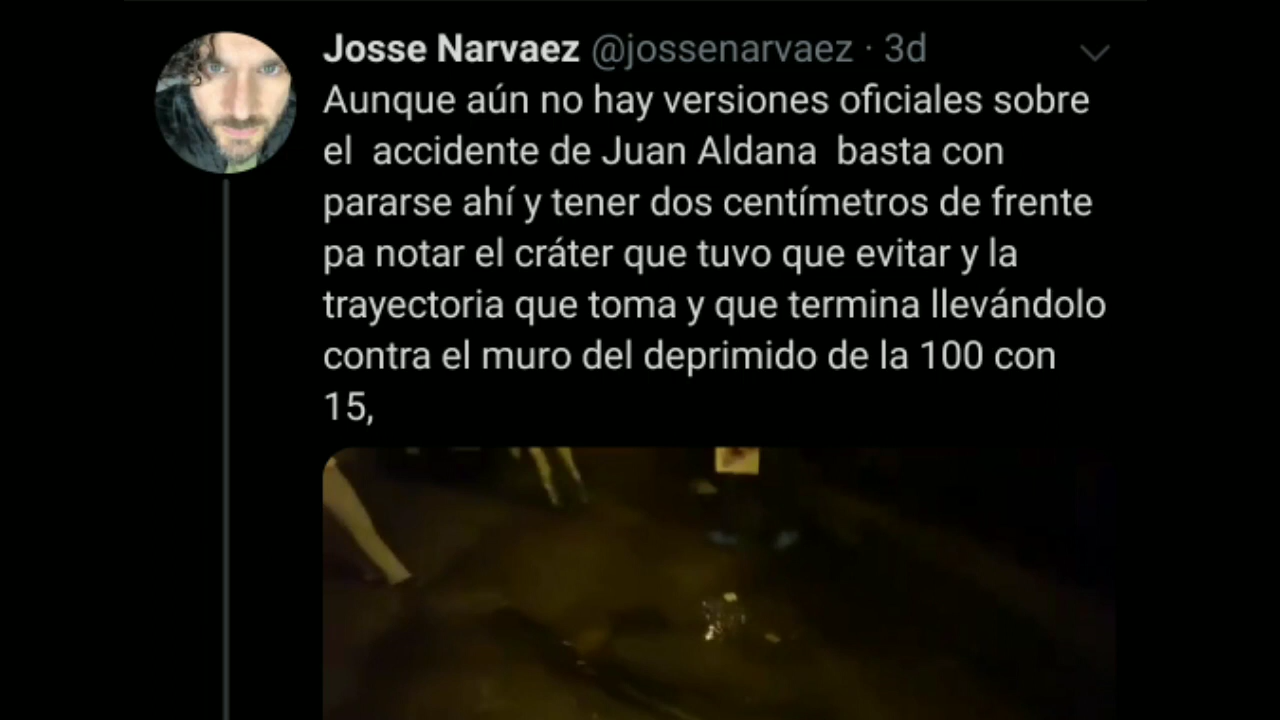 Josse Narvaez @jossenarvaez · 3d
Aunque aún no hay versiones oficiales sobre
el accidente de Juan Aldana basta con
pararse ahí y tener dos centímetros de frente
pa notar el cráter que tuvo que evitar y la
trayectoria que toma y que termina llevándolo
contra el muro del deprimido de la 100 con
15,